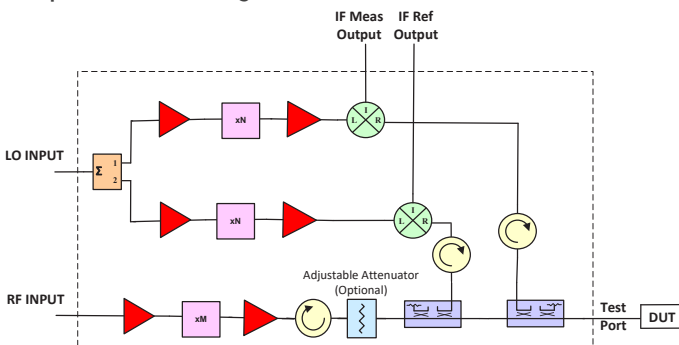 IF Meas
Output
IF Ref
Output
LO INPUT
Σ
1
2
xN
I
L R
xN
I
L R
Adjustable Attenuator
(Optional)
RF INPUT
xM
Test
Port
DUT